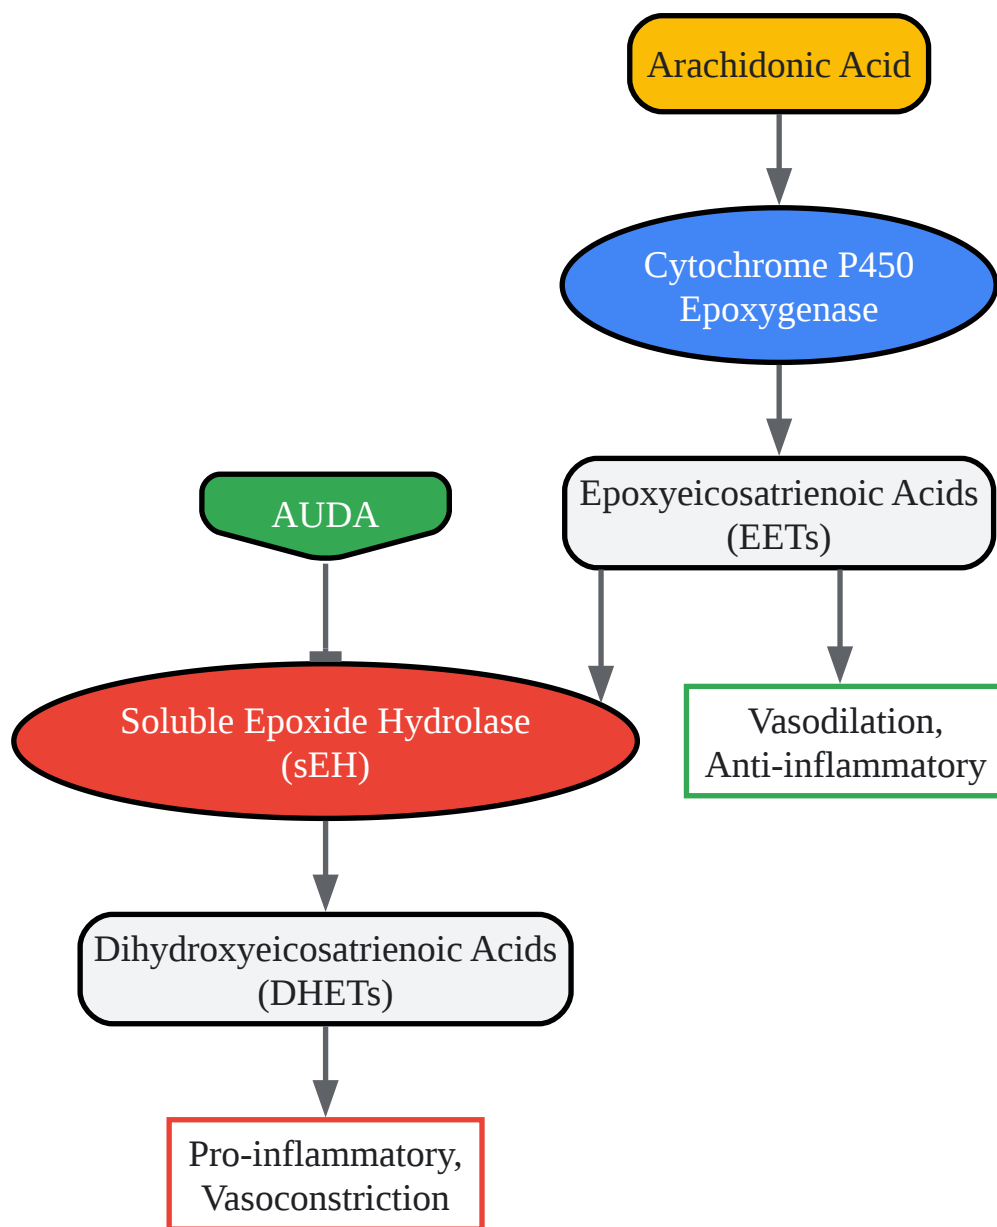 Arachidonic Acid
Cytochrome P450
Epoxygenase
Epoxyeicosatrienoic Acids
(EETs)
AUDA
Soluble Epoxide Hydrolase
(sEH)
Vasodilation,
Anti-inflammatory
Dihydroxyeicosatrienoic Acids
(DHETs)
Pro-inflammatory,
Vasoconstriction